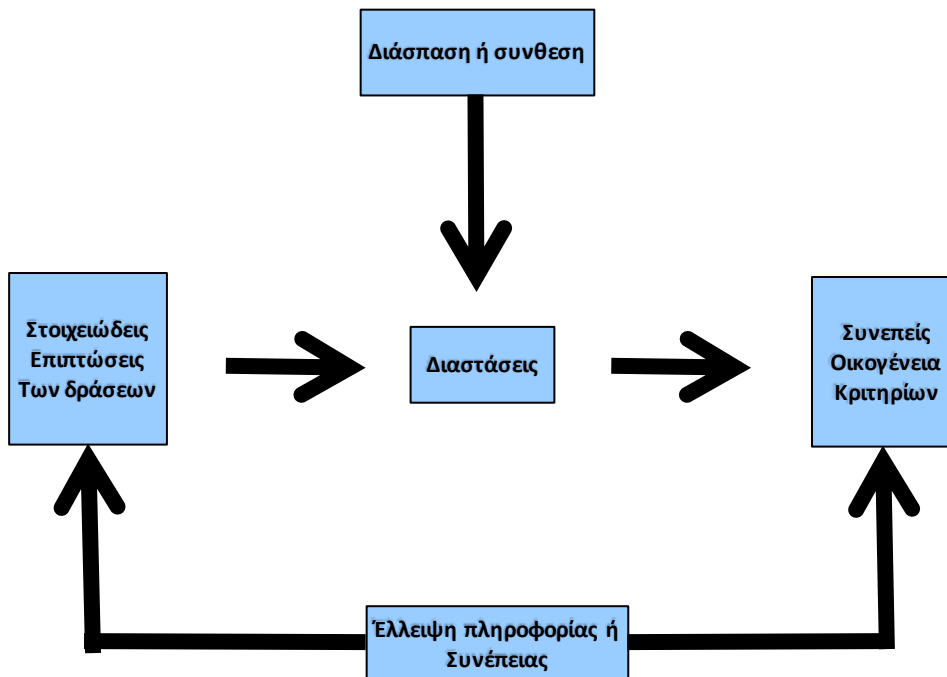 Διάσπαση ή συνθεση
Στοιχειώδεις
Επιπτώσεις
Των δράσεων
Διαστάσεις
Συνεπείς
Οικογένεια
Κριτηρίων
Έλλειψη πληροφορίας ή
Συνέπειας